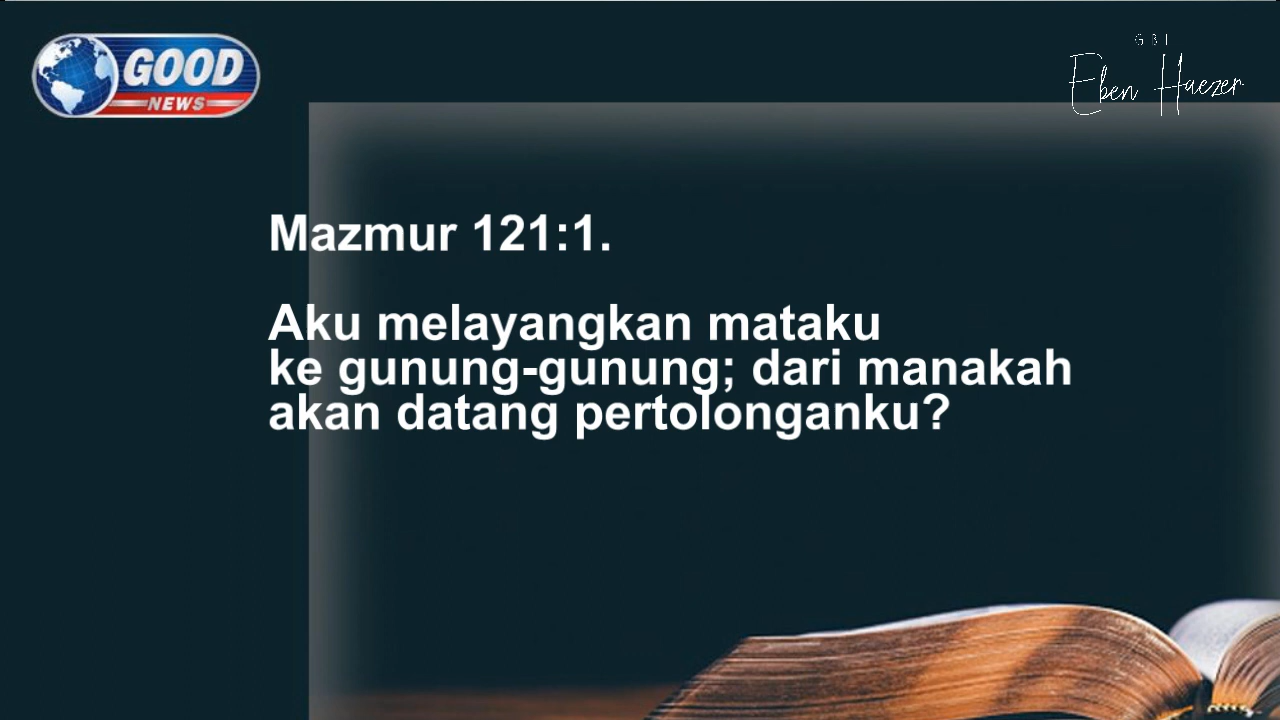 GOOD
NEWS
GBI
Eben Haezer
Mazmur 121:1.
Aku melayangkan mataku
ke gunung-gunung; dari manakah
akan datang pertolonganku?